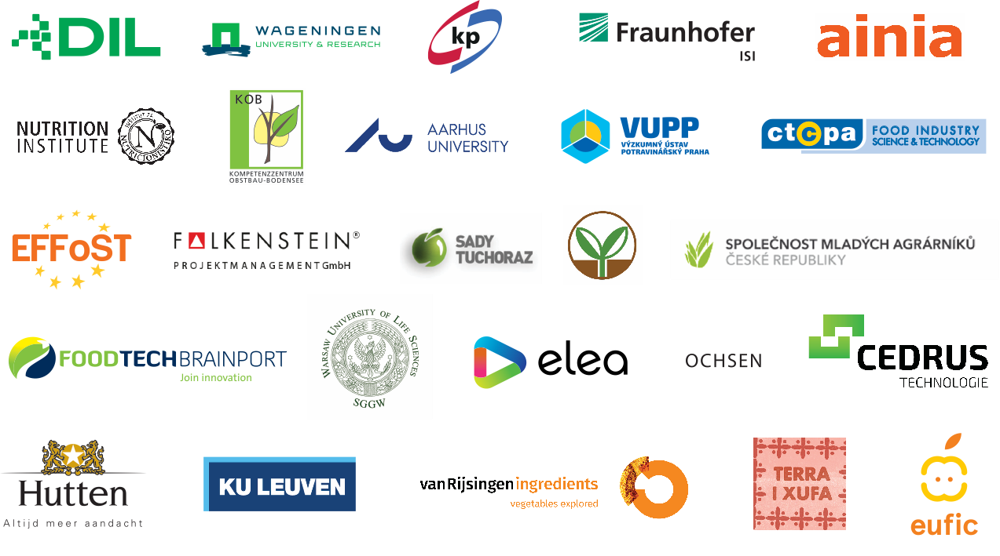 DIL
WAGENINGEN
UNIVERSITY & RESEARCH
kp
Fraunhofer
ISI
ainia
NUTRITION
INSTITUTE
INSTITUT ZA
N
NUTRICIONISTIKO
KOB
KOMPETENZZENTRUM
OBSTBAU-BODENSEE
AARHUS
UNIVERSITY
VUPP
VÝZKUMNÝ ÚSTAV
POTRAVINÁŘSKÝ PRAHA
ctcpa
FOOD INDUSTRY
SCIENCE & TECHNOLOGY
EFFoST
FALKENSTEIN®
PROJEKTMANAGEMENT GmbH
SADY
TUCHORAZ
SPOLEČNOST MLADÝCH AGRÁRNÍKŮ
ČESKÉ REPUBLIKY
FOODTECHBRAINPORT
Join innovation
WARSAW UNIVERSITY OF LIFE SCIENCES
SGGW
elea
OCHSEN
CEDRUS
TECHNOLOGIE
Hutten
Altijd meer aandacht
KU LEUVEN
vanRijsingeningredients
vegetables explored
TERRA
I XUFA
eufic